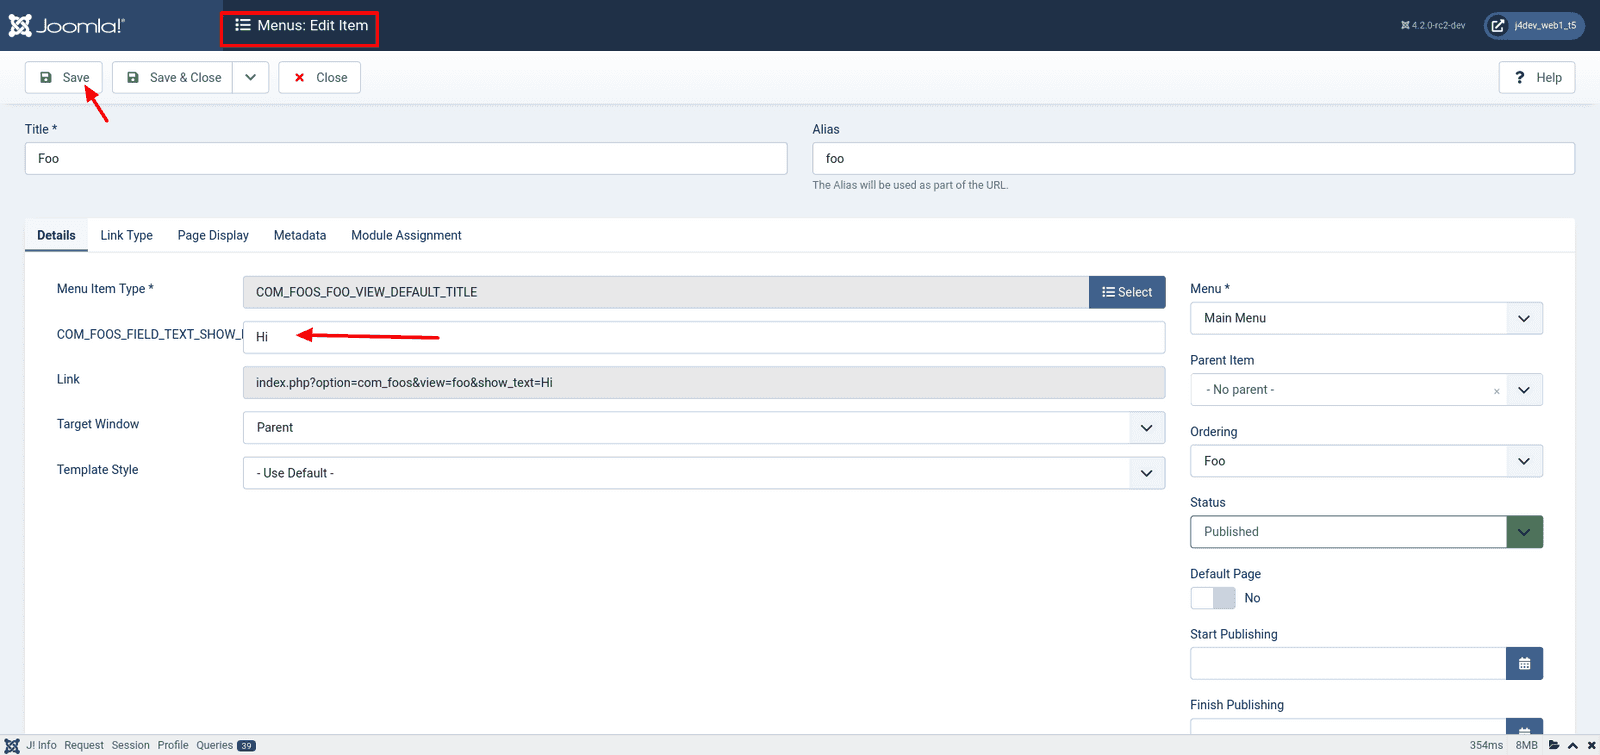 Joomla!® Menus: Edit Item 4.2.0-rc2-dev j4dev_web1_t5
Save Save & Close Close ? Help
Title * Alias
Foo foo
The Alias will be used as part of the URL.
Details Link Type Page Display Metadata Module Assignment
Menu Item Type * COM_FOOS_FOO_VIEW_DEFAULT_TITLE Select
COM_FOOS_FIELD_TEXT_SHOW_ Hi
Link index.php?option=com_foos&view=foo&show_text=Hi
Target Window Parent
Template Style - Use Default -
Menu *
Main Menu
Parent Item
- No parent - ×
Ordering
Foo
Status
Published
Default Page
No
Start Publishing
Finish Publishing
J! Info Request Session Profile Queries 39 354ms 8MB